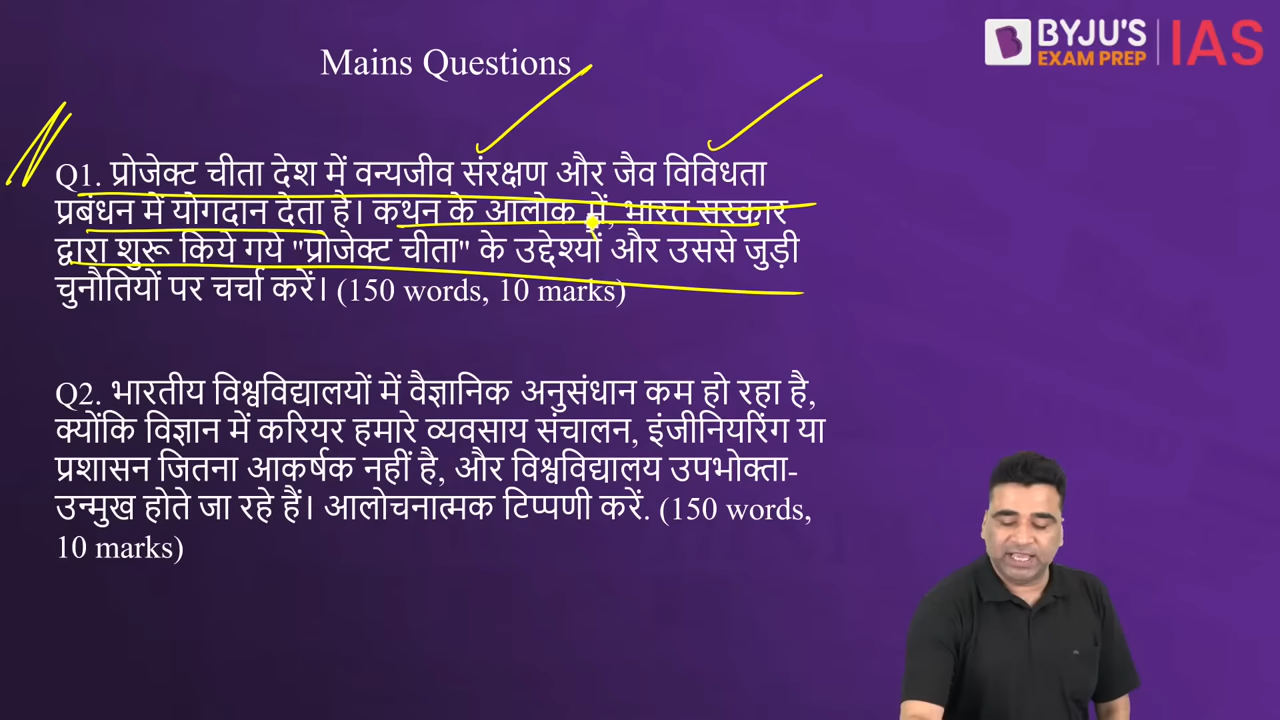 Mains Questions
BYJU'S
EXAM PREP
IAS
Q1. प्रोजेक्ट चीता देश में वन्यजीव संरक्षण और जैव विविधता
प्रबंधन में योगदान देता है। कथन के आलोक में, भारत सरकार
द्वारा शुरू किये गये "प्रोजेक्ट चीता" के उद्देश्यों और उससे जुड़ी
चुनौतियों पर चर्चा करें। (150 words, 10 marks)
Q2. भारतीय विश्वविद्यालयों में वैज्ञानिक अनुसंधान कम हो रहा है,
क्योंकि विज्ञान में करियर हमारे व्यवसाय संचालन, इंजीनियरिंग या
प्रशासन जितना आकर्षक नहीं है, और विश्वविद्यालय उपभोक्ता-
उन्मुख होते जा रहे हैं। आलोचनात्मक टिप्पणी करें. (150 words,
10 marks)